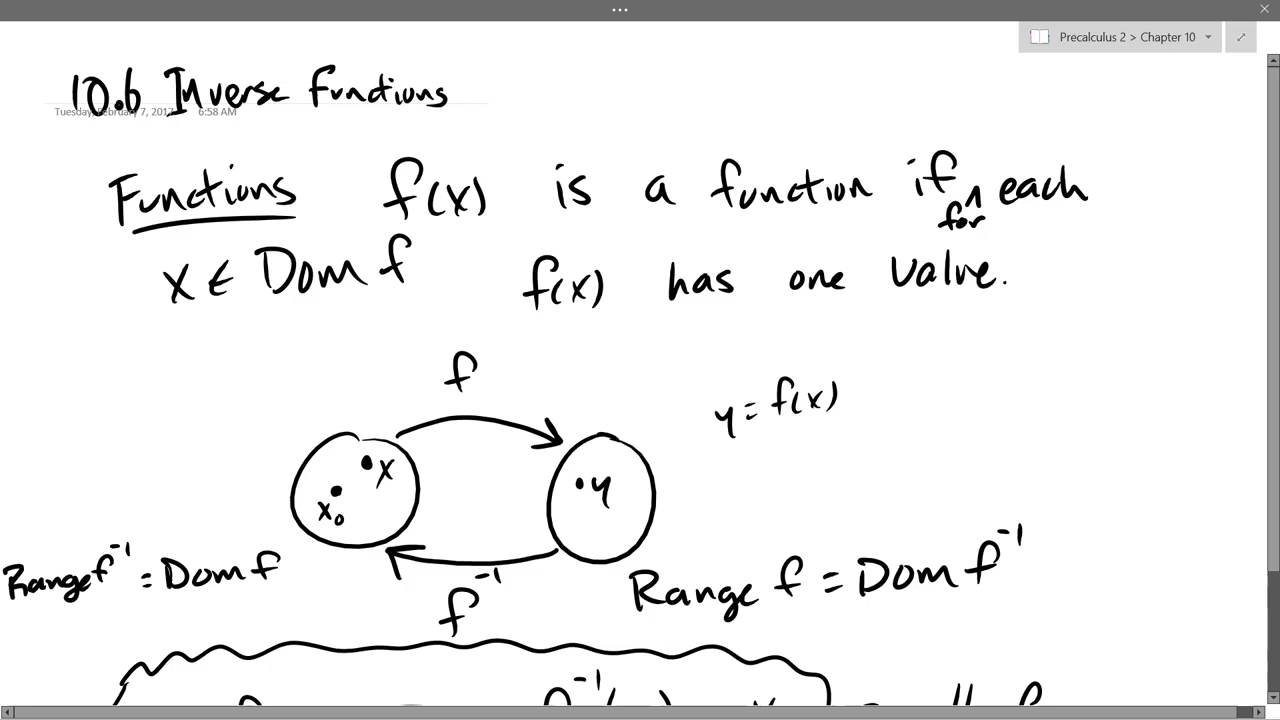 ...
Precalculus 2 > Chapter 10
10.6 Inverse Functions
Tuesday, February 7, 2017 6:58 AM
Functions f(x) is a function if for each
x ∈ Dom f f(x) has one value.
f
y = f(x)
x
x₀
y
Range f⁻¹ = Dom f
f⁻¹
Range f = Dom f⁻¹